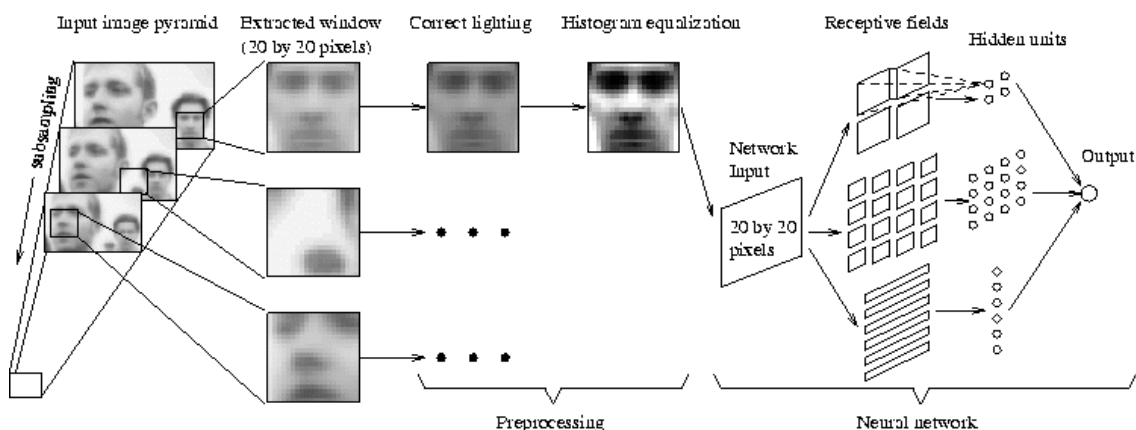 Input image pyramid
Extracted window
(20 by 20 pixels)
Correct lighting
Histogram equalization
Receptive fields
Hidden units
subsampling
Network
Input
Output
20 by 20
pixels
Preprocessing
Neural network